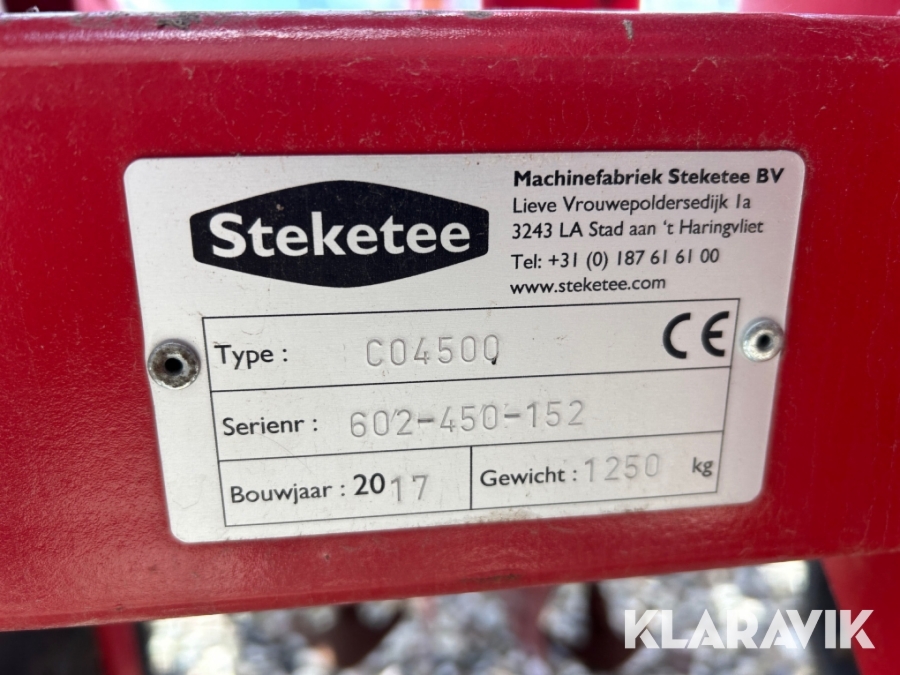 Steketee
Machinefabriek Steketee BV
Lieve Vrouwepoldersedijk 1a
3243 LA Stad aan 't Haringvliet
Tel: +31 (0) 187 61 61 00
www.steketee.com
Type : CO4500 CE
Serienr : 602-450-152
Bouwjaar : 2017 Gewicht : 1250 kg
KLARAVIK